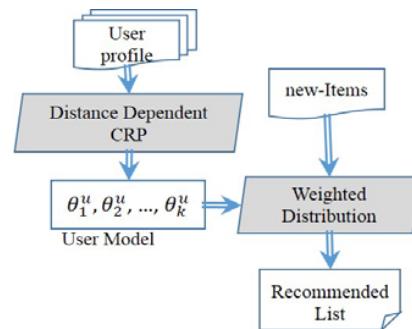 User
profile
new-Items
Distance Dependent
CRP
θ₁ᵘ, θ₂ᵘ, ..., θₖᵘ
Weighted
Distribution
User Model
Recommended
List